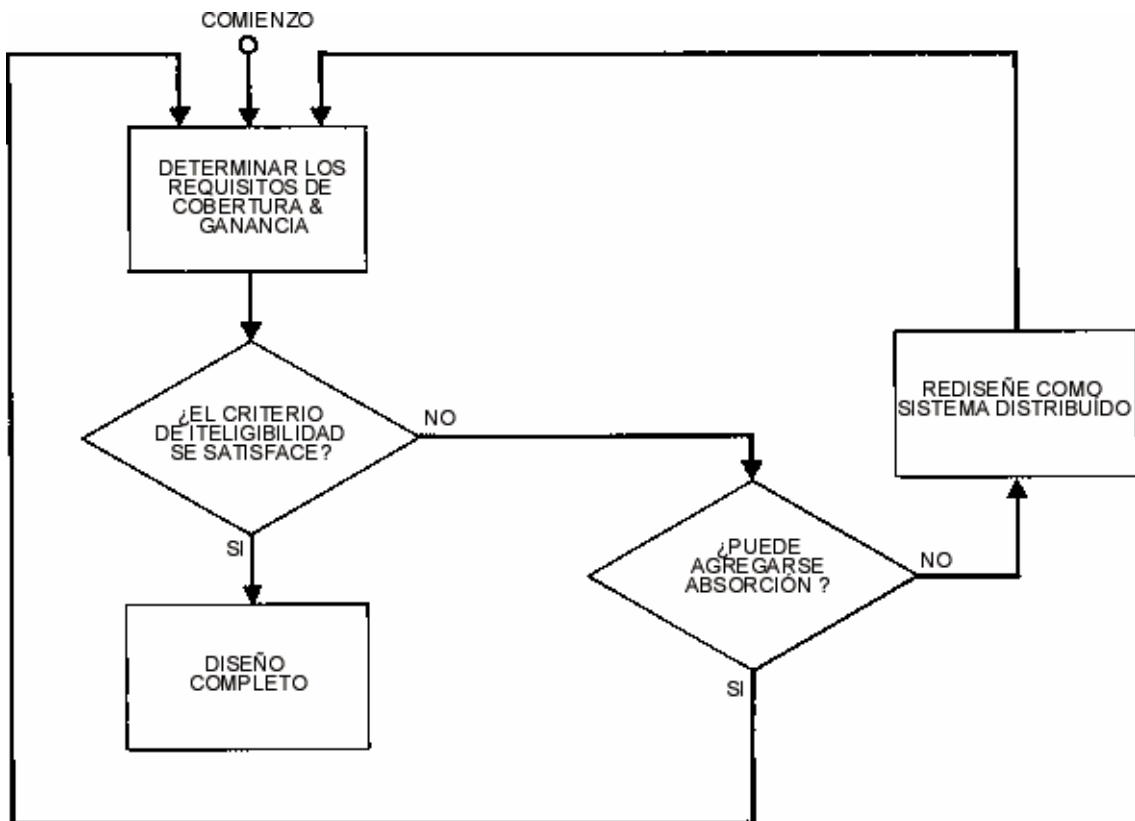 COMIENZO
DETERMINAR LOS
REQUISITOS DE
COBERTURA &
GANANCIA
¿EL CRITERIO
DE ITELIGIBILIDAD
SE SATISFACE?
NO
SI
DISEÑO
COMPLETO
¿PUEDE
AGREGARSE
ABSORCIÓN ?
NO
SI
REDISEÑE COMO
SISTEMA DISTRIBUÍDO